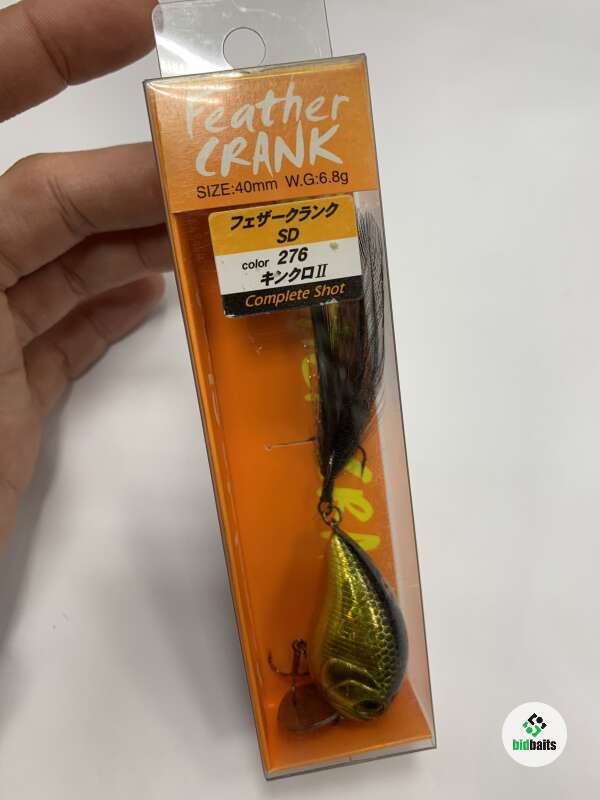 Feather
CRANK
SIZE:40mm W.G:6.8g
フェザークランク
SD
color 276
キンクロⅡ
Complete Shot
bidbaits